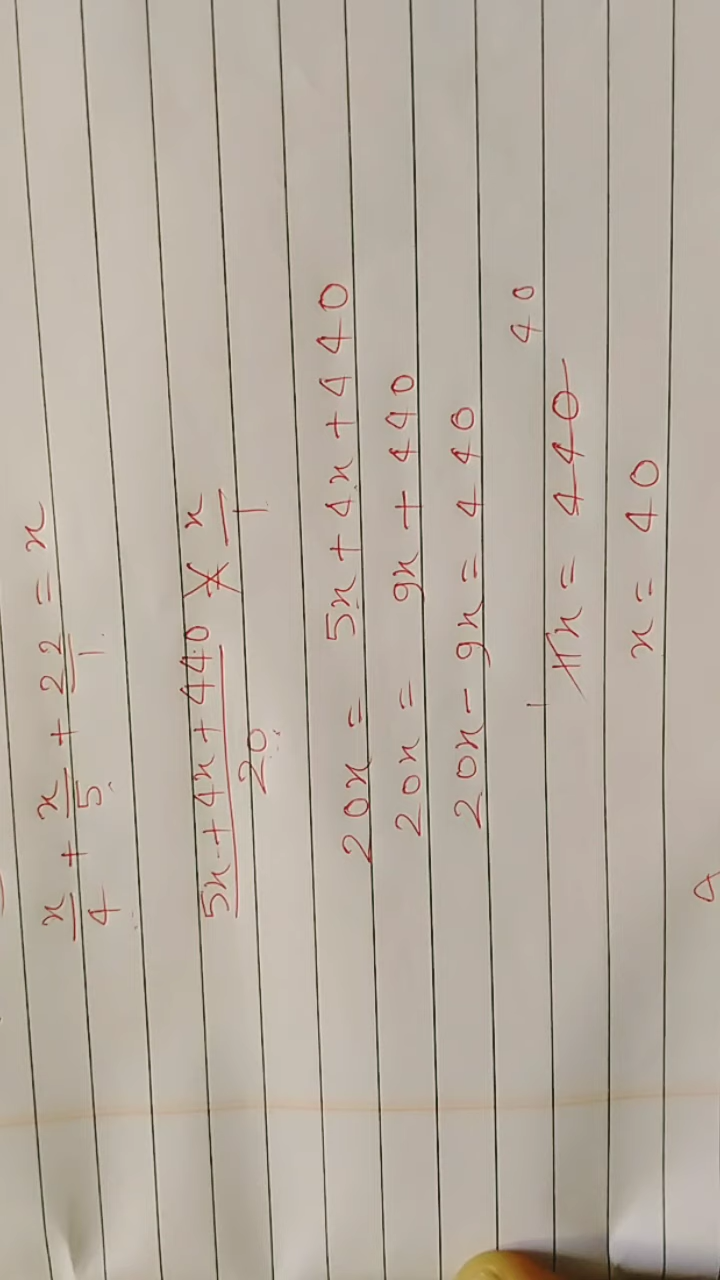 x/4 + x/5 + 22/1 = x
5x + 4x + 440/20 × x/1
20x = 5x + 4x + 440
20x = 9x + 440
20x - 9x = 440
11x = 440 40
x = 40